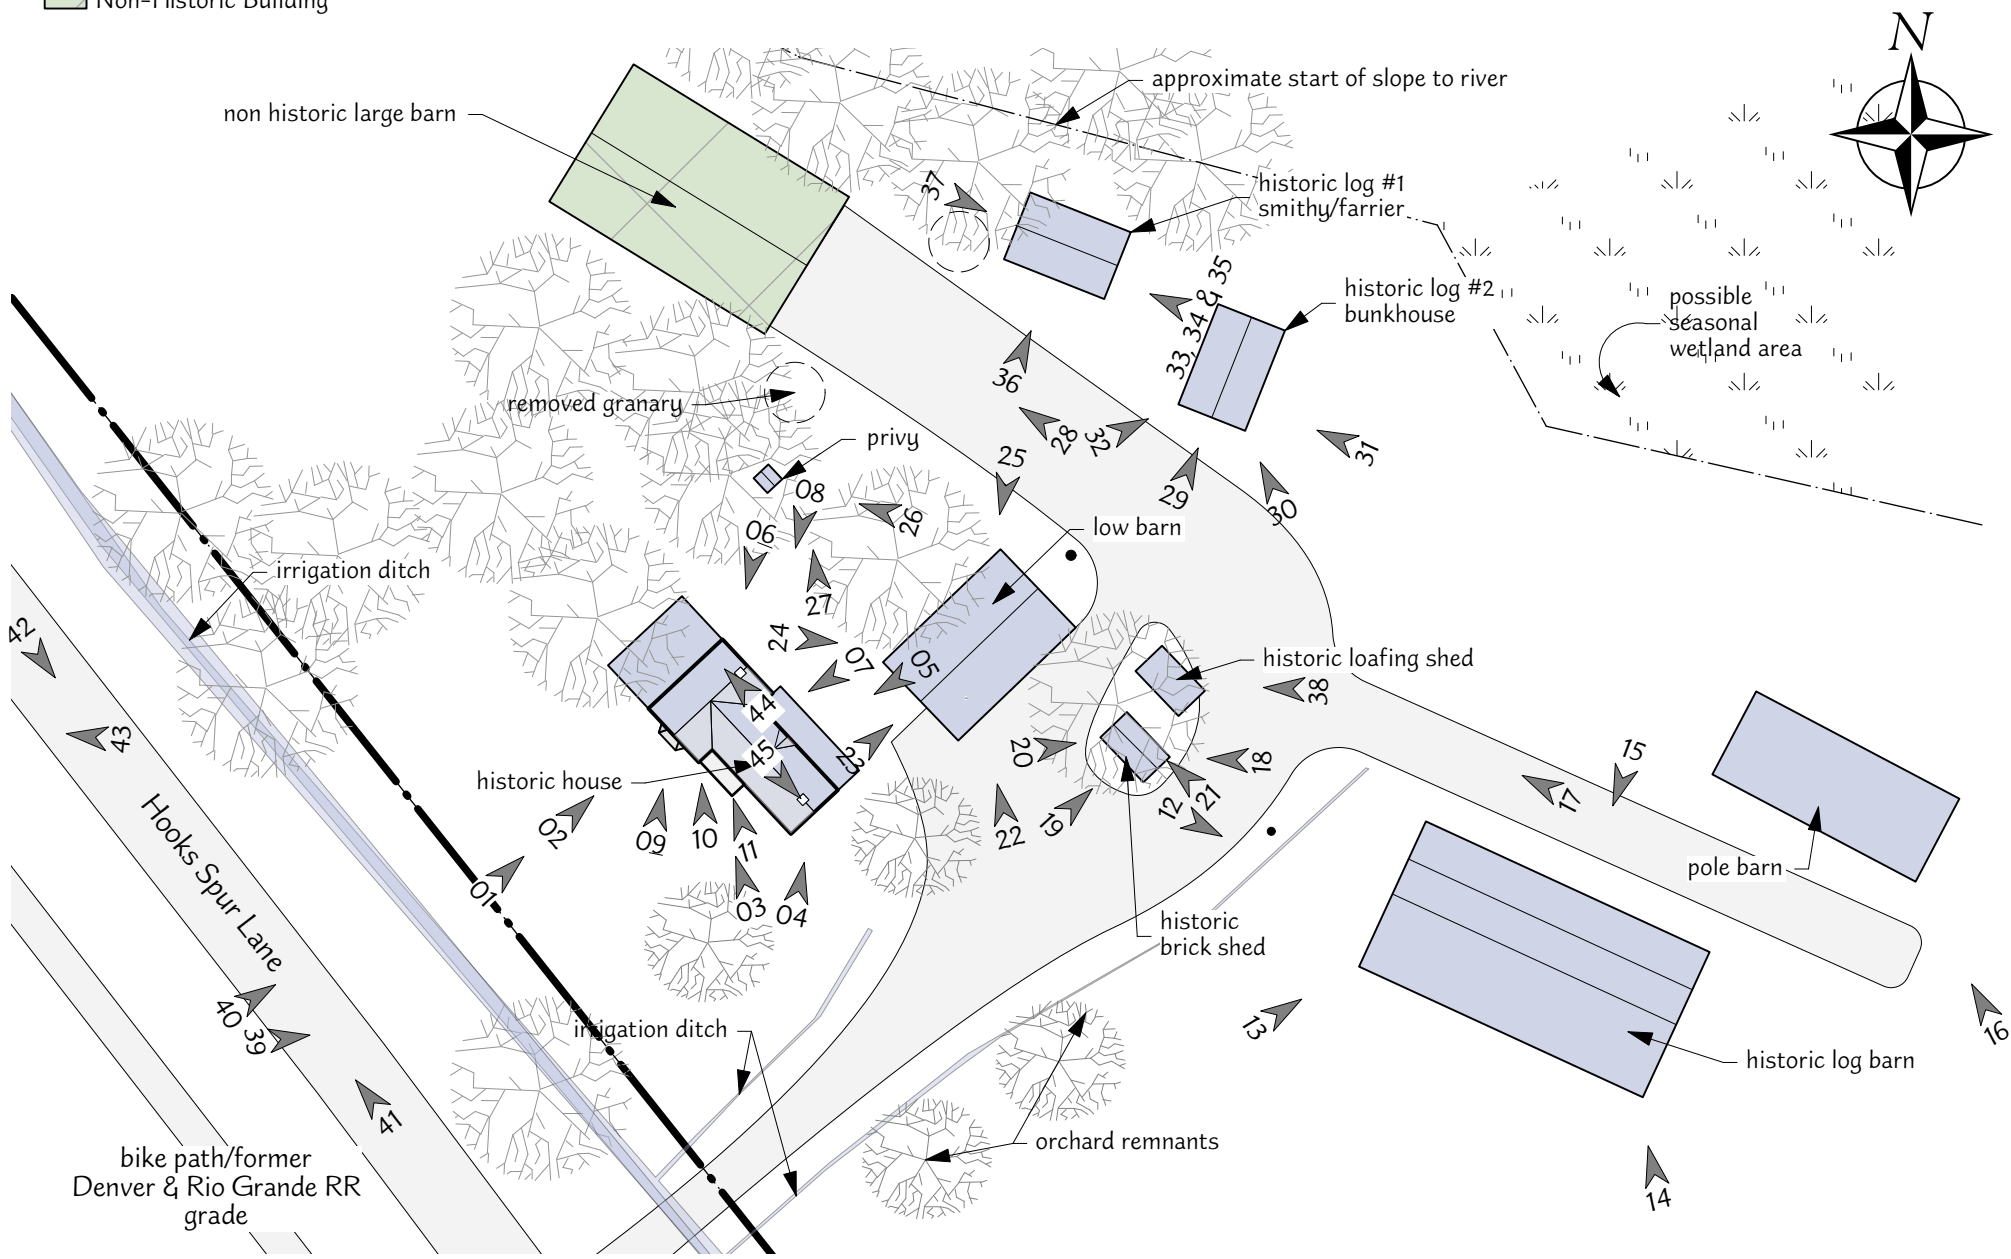 Non-Historic Building
N
approximate start of slope to river
non historic large barn
37
historic log #1
smithy/farrier
33, 34 & 35
historic log #2
bunkhouse
possible
seasonal
wetland area
36
removed granary
28
32
31
privy
25
29
30
08
26
06
low barn
irrigation ditch
27
24
07
05
42
historic loafing shed
38
44
43
45
23
20
18
15
historic house
12
21
17
02
09
10
11
22
19
pole barn
01
03
04
Hooks Spur Lane
historic
brick shed
40
39
irrigation ditch
13
16
historic log barn
41
orchard remnants
bike path/former
Denver & Rio Grande RR
grade
14